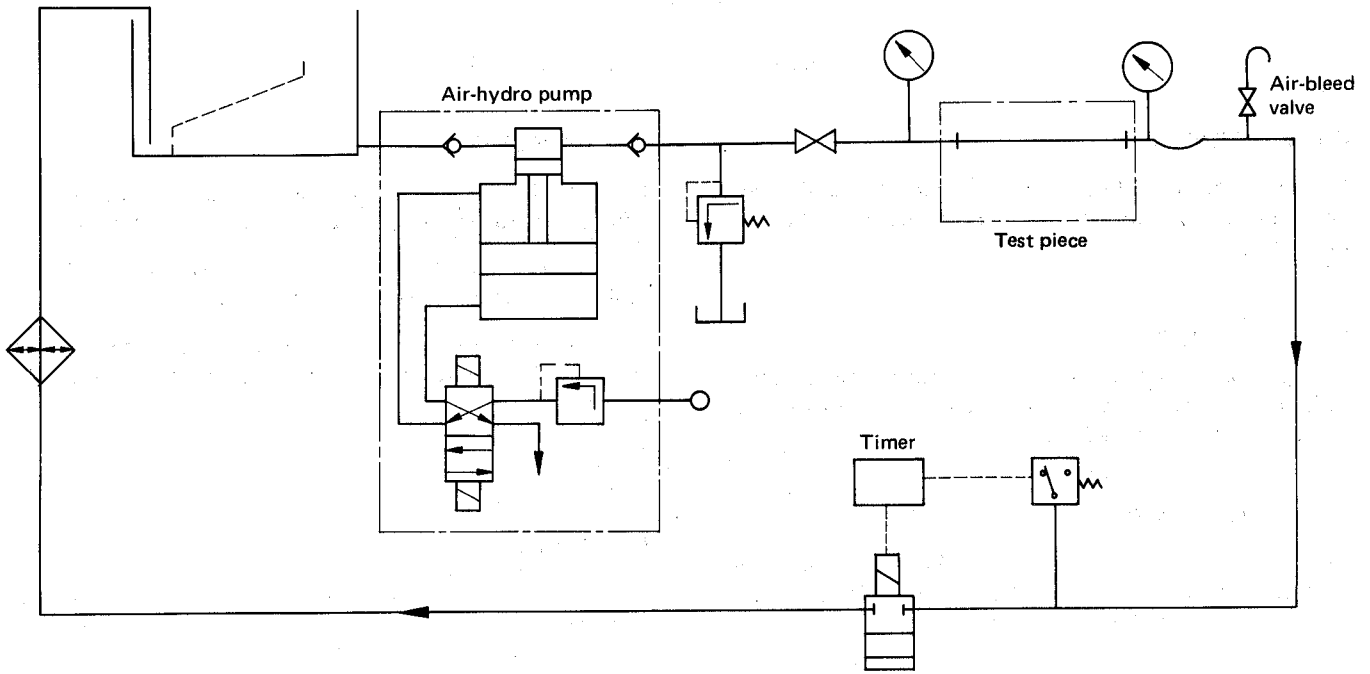 Air-hydro pump
Air-bleed
valve
Test piece
Timer